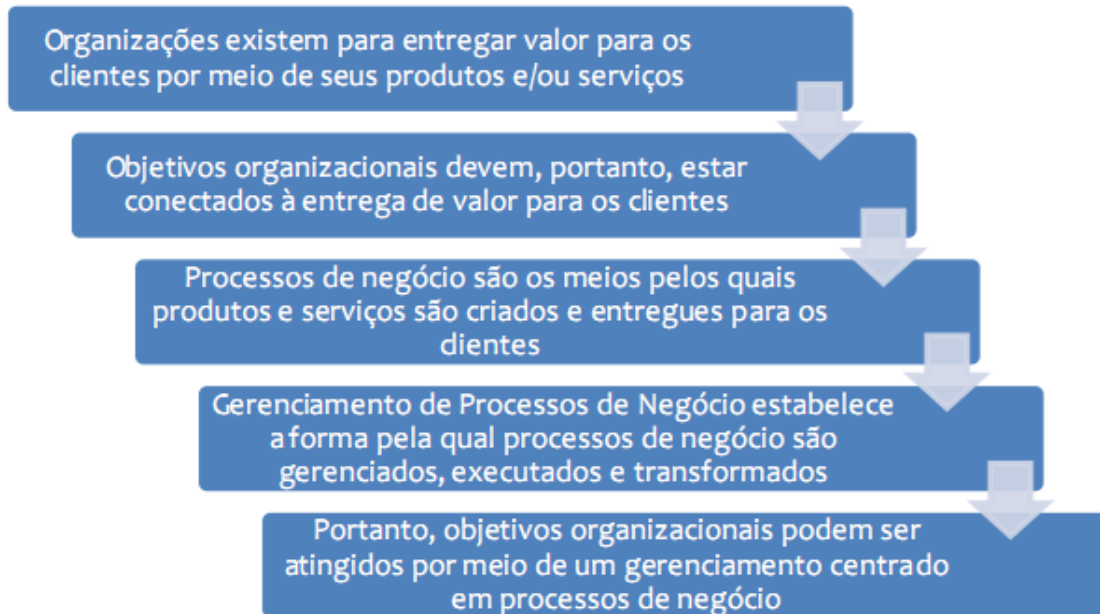 Organizações existem para entregar valor para os
clientes por meio de seus produtos e/ou serviços
Objetivos organizacionais devem, portanto, estar
conectados à entrega de valor para os clientes
Processos de negócio são os meios pelos quais
produtos e serviços são criados e entregues para os
clientes
Gerenciamento de Processos de Negócio estabelece
a forma pela qual processos de negócio são
gerenciados, executados e transformados
Portanto, objetivos organizacionais podem ser
atingidos por meio de um gerenciamento centrado
em processos de negócio